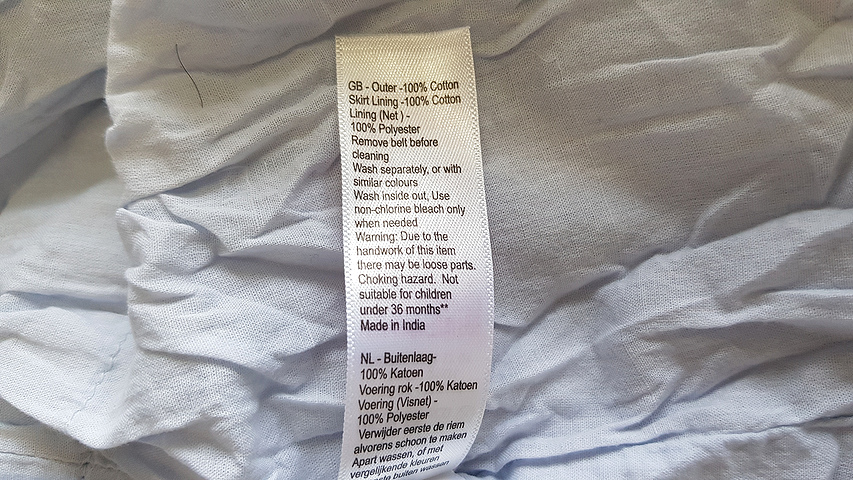 GB - Outer -100% Cotton
Skirt Lining -100% Cotton
Lining (Net ) -
100% Polyester
Remove belt before
cleaning
Wash separately, or with
similar colours
Wash inside out, Use
non-chlorine bleach only
when needed
Warning: Due to the
handwork of this item
there may be loose parts.
Choking hazard. Not
suitable for children
under 36 months**
Made in India
NL - Buitenlaag-
100% Katoen
Voering rok -100% Katoen
Voering (Visnet) -
100% Polyester
Verwijder eerste de riem
alvorens schoon te maken
Apart wassen, of met
vergelijkende kleuren
buiten wassen